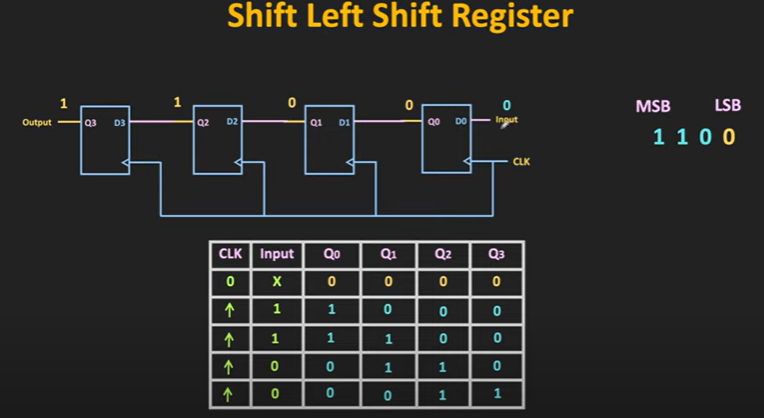 Shift Left Shift Register
1 1 0 0 0
Output Q3 D3 Q2 D2 Q1 D1 Q0 D0 Input
CLK
MSB LSB
1 1 0 0
CLK Input Q0 Q1 Q2 Q3
0 X 0 0 0 0
↑ 1 1 0 0 0
↑ 1 1 1 0 0
↑ 0 0 1 1 0
↑ 0 0 0 1 1